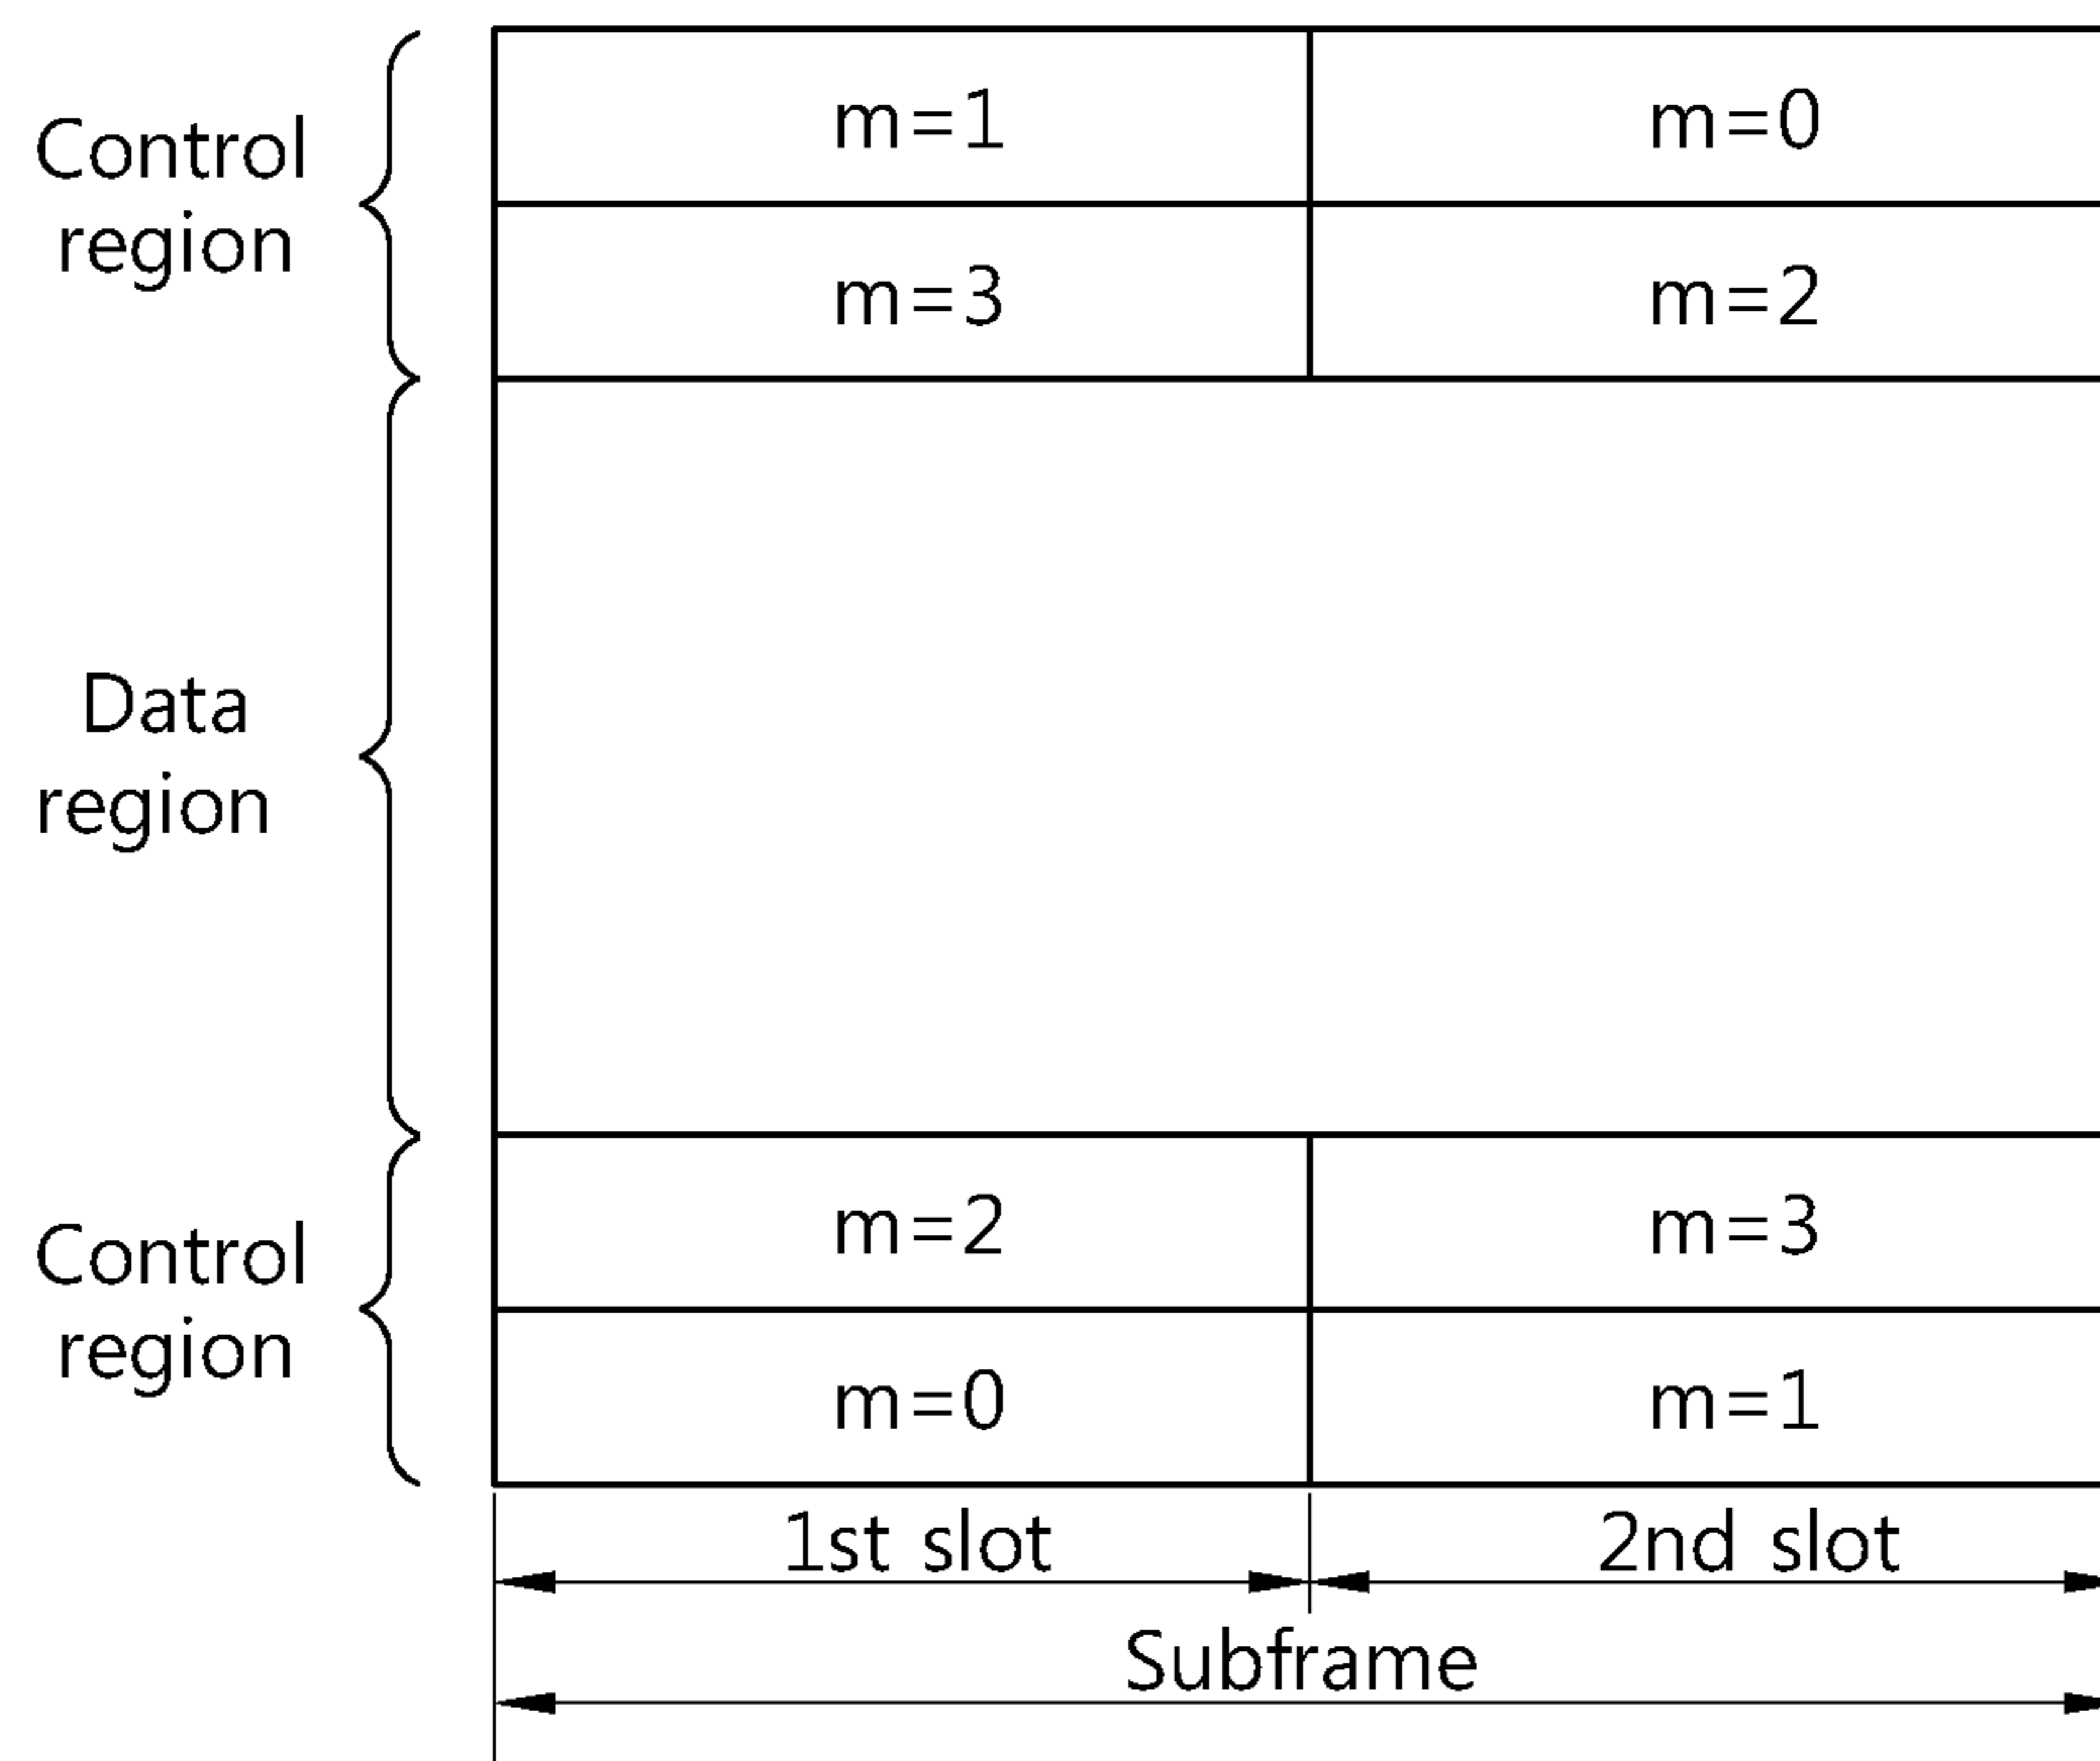 Control
region
m=1
m=0
m=3
m=2
Data
region
Control
region
m=2
m=3
m=0
m=1
1st slot
2nd slot
Subframe